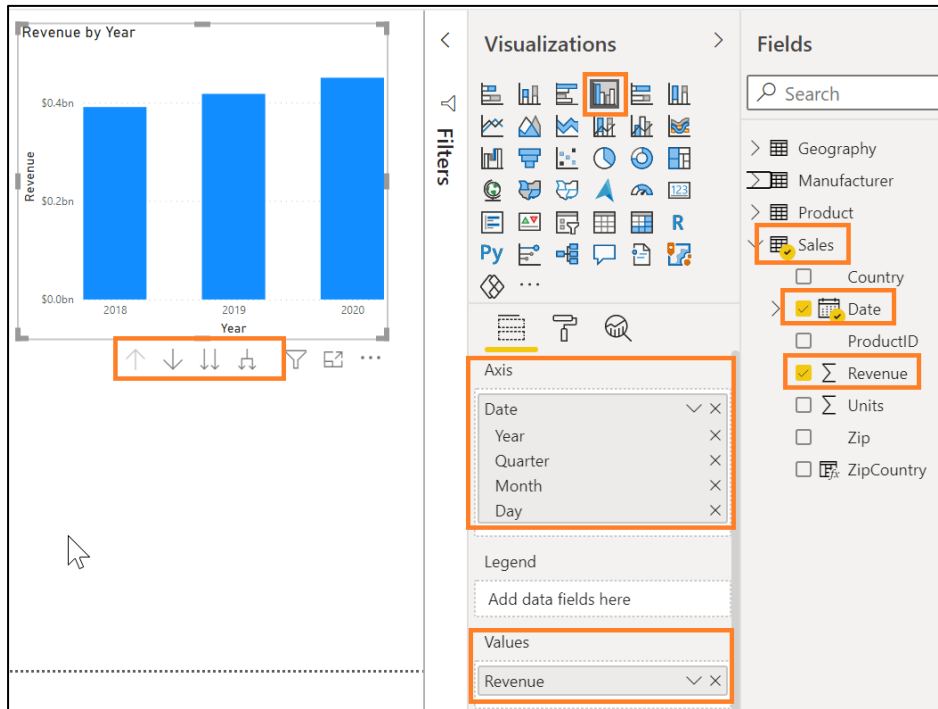 Revenue by Year
$0.4bn
$0.2bn
$0.0bn
Revenue
2018
2019
2020
Year
Filters
Visualizations
123
R
Py
Axis
Date
Year
Quarter
Month
Day
Legend
Add data fields here
Values
Revenue
Fields
Search
Geography
Manufacturer
Product
Sales
Country
Date
ProductID
Revenue
Units
Zip
ZipCountry